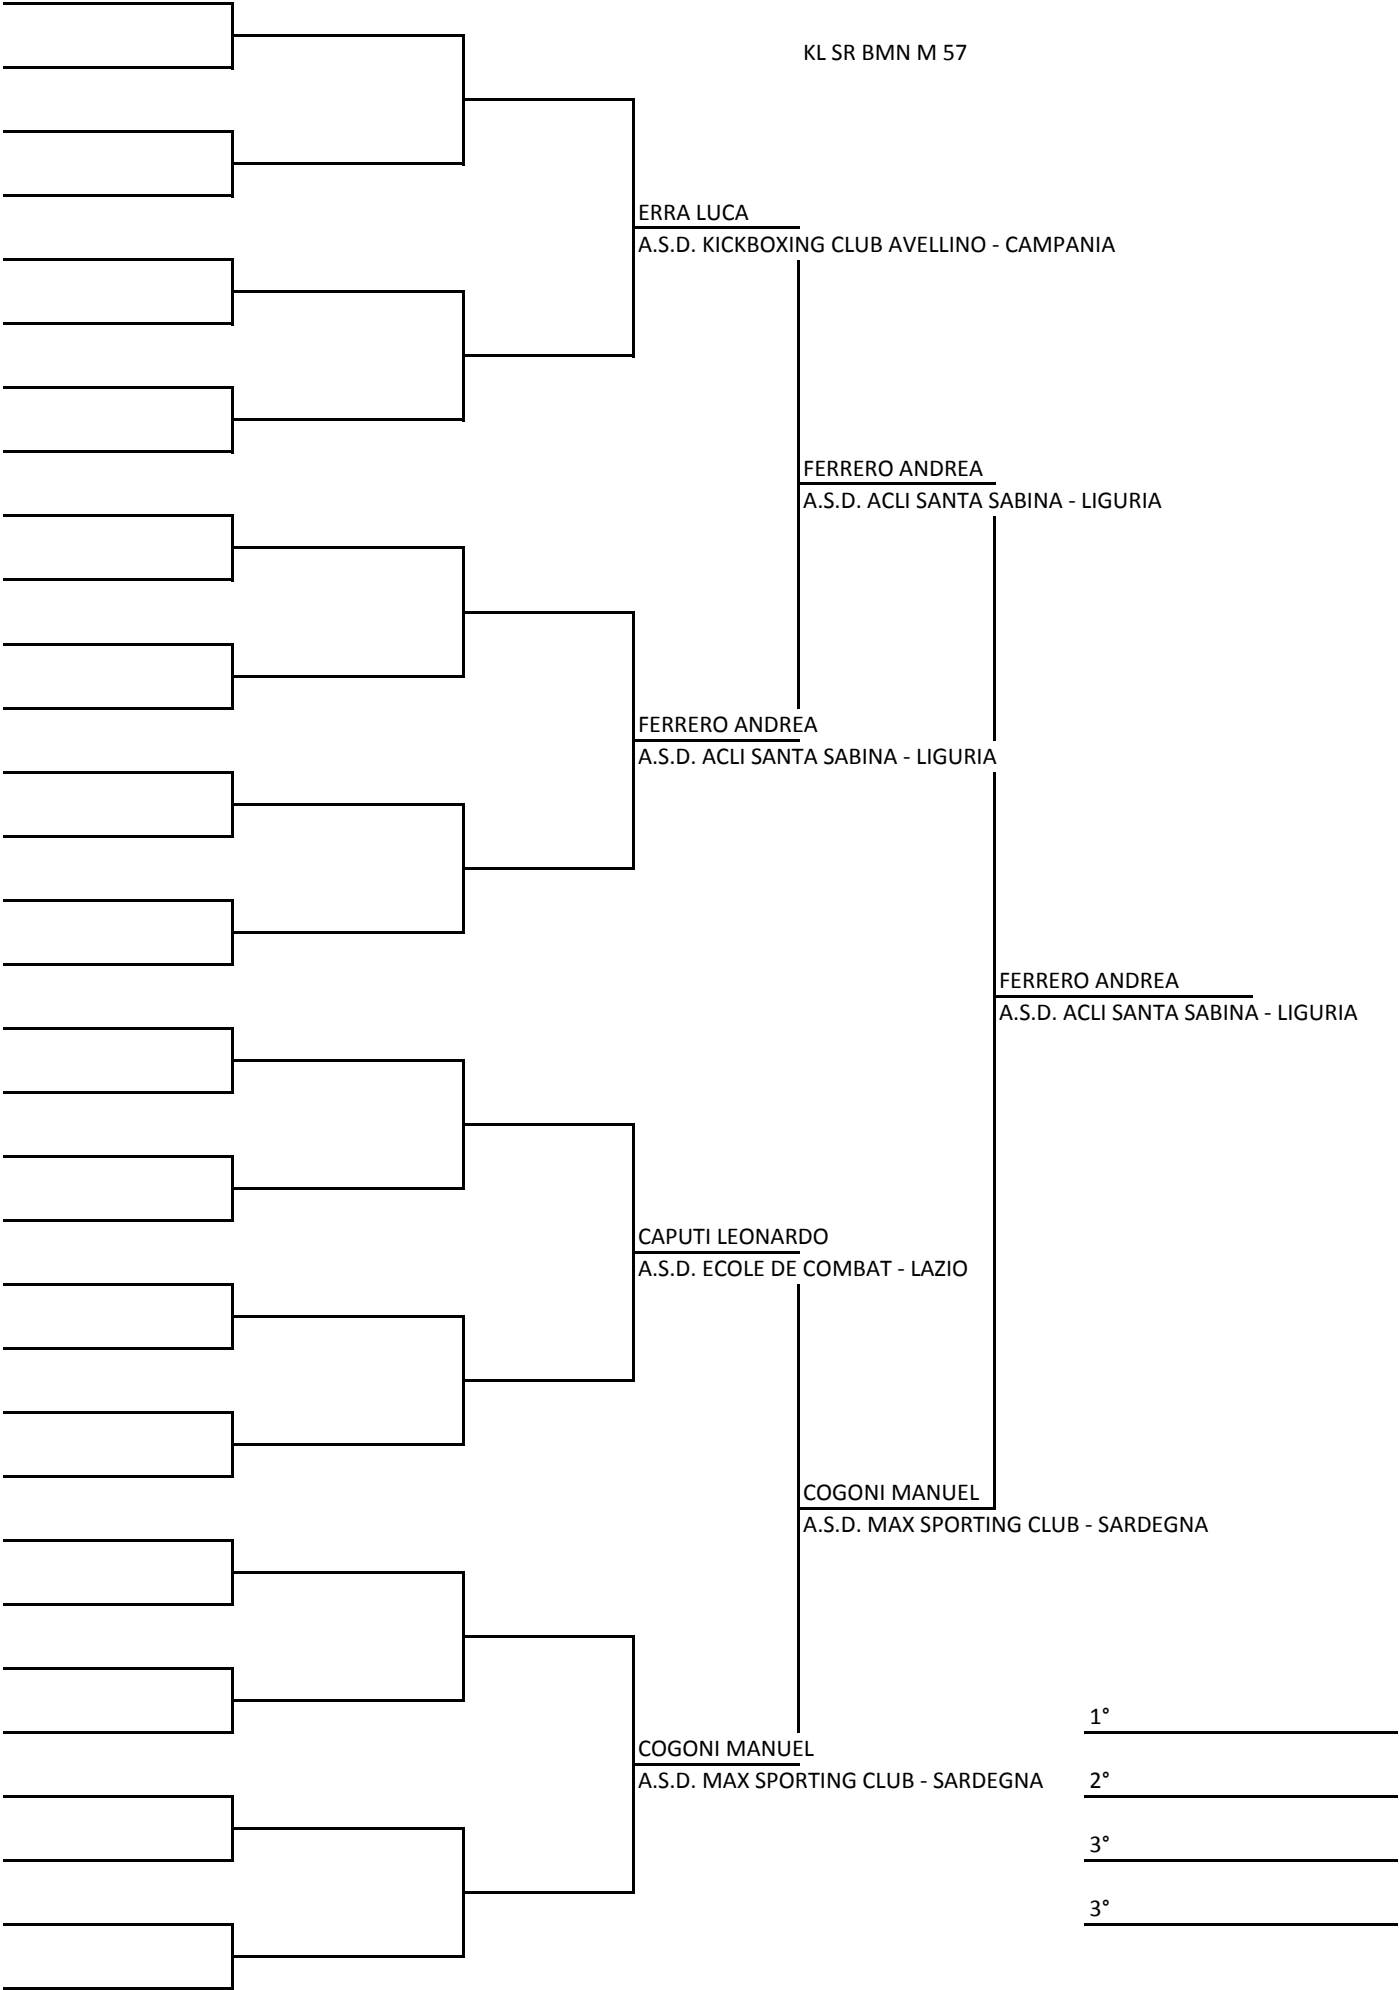 KL SR BMN M 57
ERRA LUCA
A.S.D. KICKBOXING CLUB AVELLINO - CAMPANIA
FERRERO ANDREA
A.S.D. ACLI SANTA SABINA - LIGURIA
FERRERO ANDREA
A.S.D. ACLI SANTA SABINA - LIGURIA
FERRERO ANDREA
A.S.D. ACLI SANTA SABINA - LIGURIA
CAPUTI LEONARDO
A.S.D. ECOLE DE COMBAT - LAZIO
COGONI MANUEL
A.S.D. MAX SPORTING CLUB - SARDEGNA
1°
COGONI MANUEL
A.S.D. MAX SPORTING CLUB - SARDEGNA
2°
3°
3°